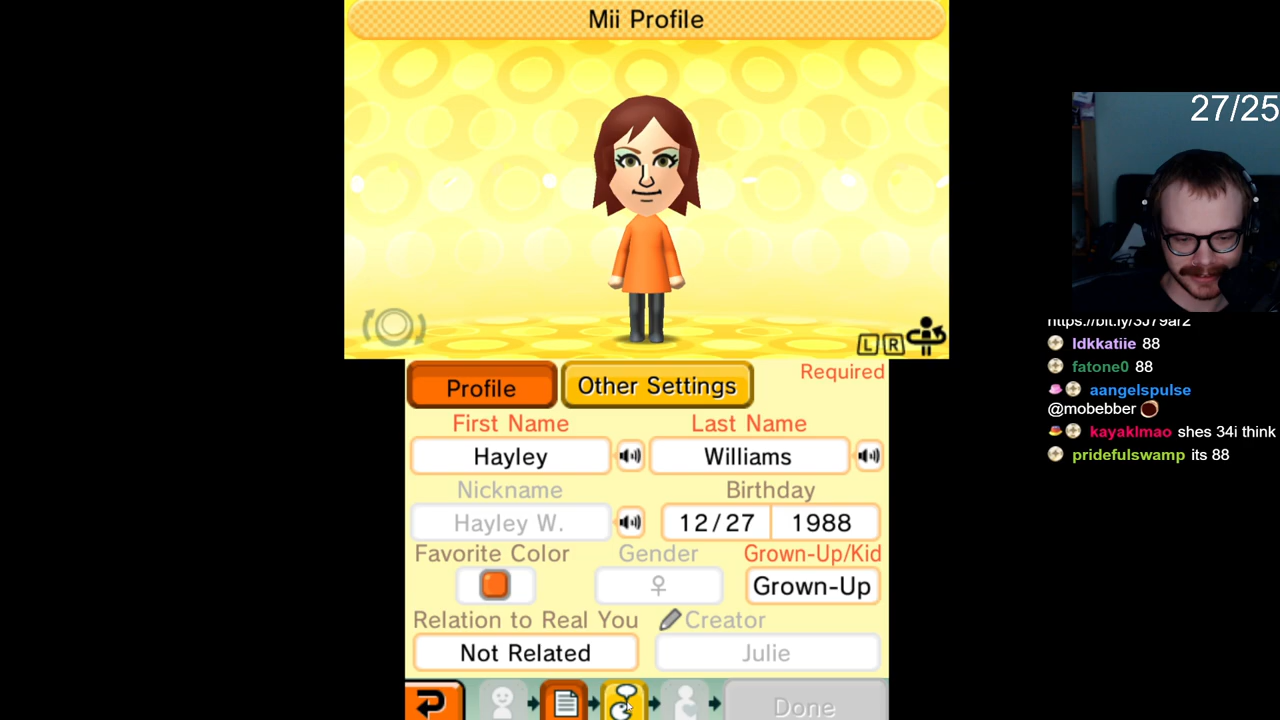 Mii Profile
27/25
L R
Profile
Other Settings
Required
First Name
Last Name
Hayley
Williams
Nickname
Birthday
Hayley W.
12/27
1988
Favorite Color
Gender
Grown-Up/Kid
♀
Grown-Up
Relation to Real You
Creator
Not Related
Julie
Done
Idkkatiie 88
fatone0 88
aangelspulse
@mobebber
kayaklmao shes 34i think
pridefulswamp its 88